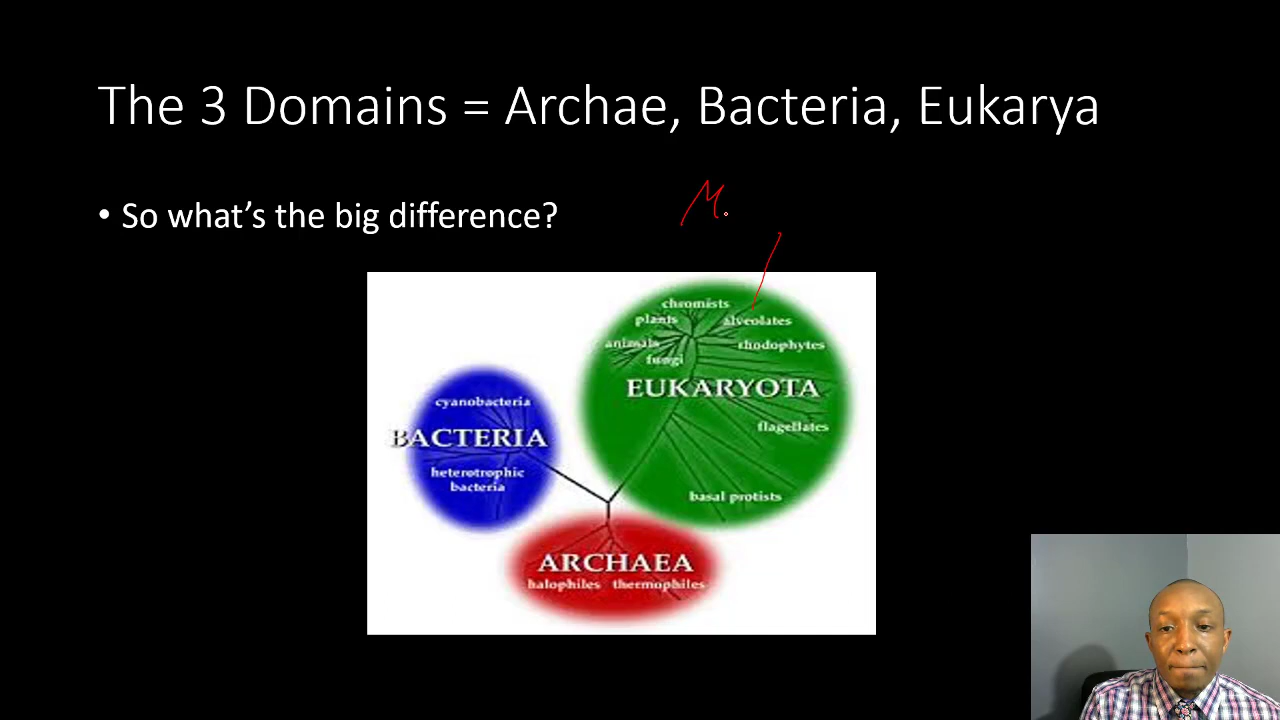 The 3 Domains = Archae, Bacteria, Eukarya
• So what's the big difference?
M
chromists
plants
alveolates
animals
rhodophytes
fungi
EUKARYOTA
flagellates
basal protists
cyanobacteria
BACTERIA
heterotrophic
bacteria
ARCHAEA
halophiles thermophiles